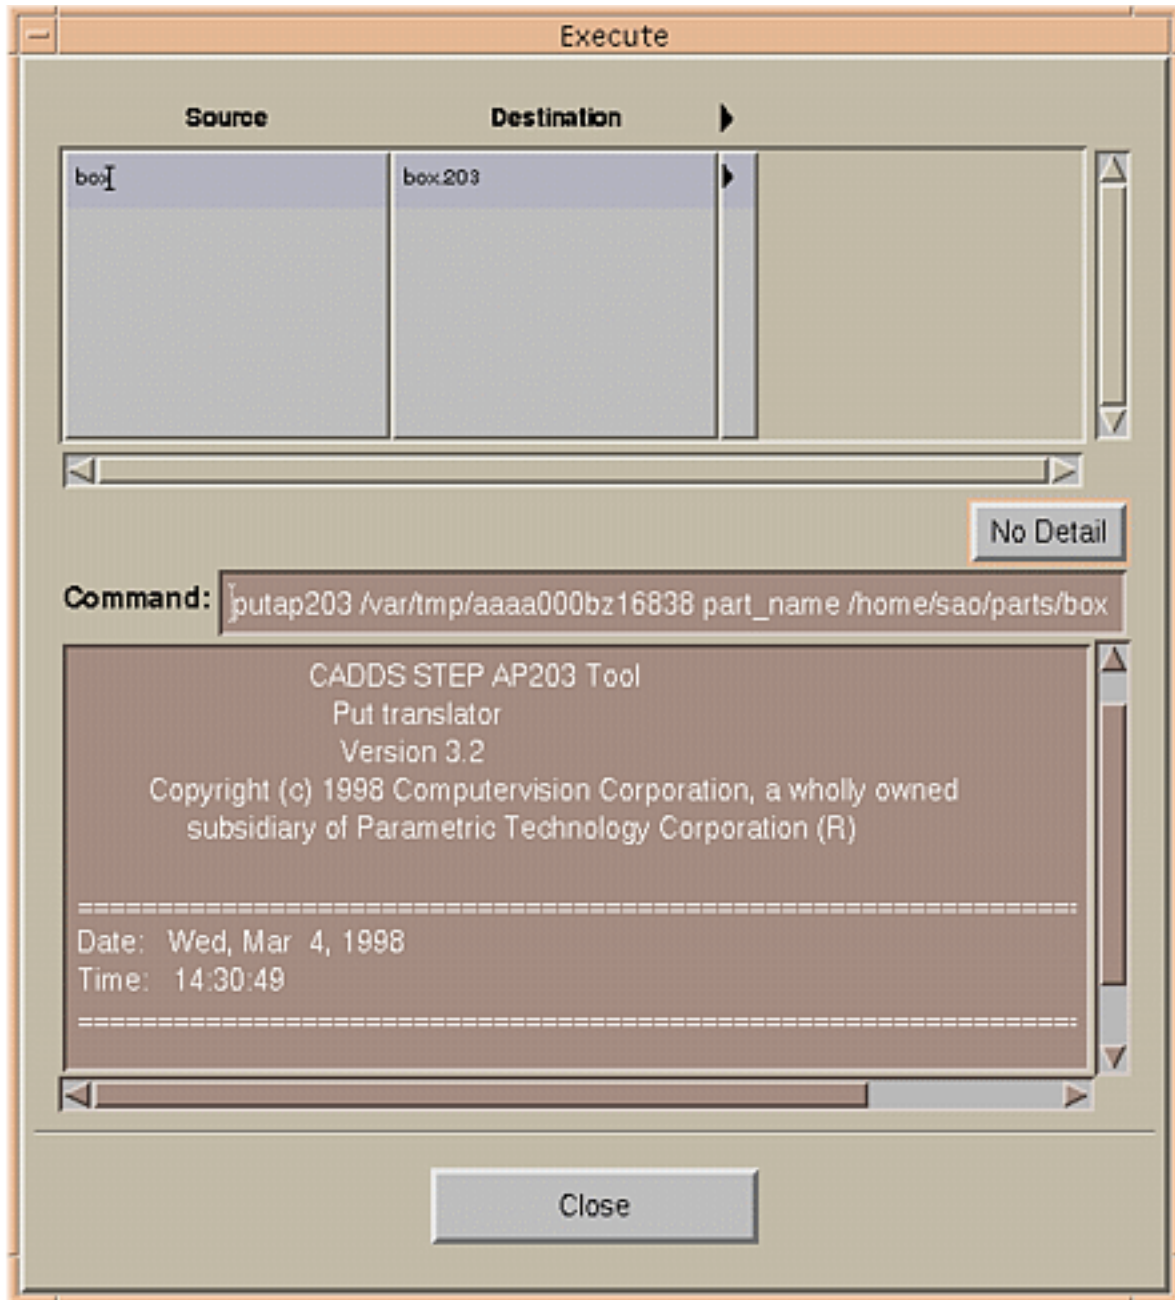 Execute
Source Destination
box box.203
No Detail
Command: putap203 /var/tmp/aaaa000bz16838 part_name /home/sao/parts/box
CADDS STEP AP203 Tool
Put translator
Version 3.2
Copyright (c) 1998 Computervision Corporation, a wholly owned
subsidiary of Parametric Technology Corporation (R)
=====================================================================
Date: Wed, Mar 4, 1998
Time: 14:30:49
=====================================================================
Close